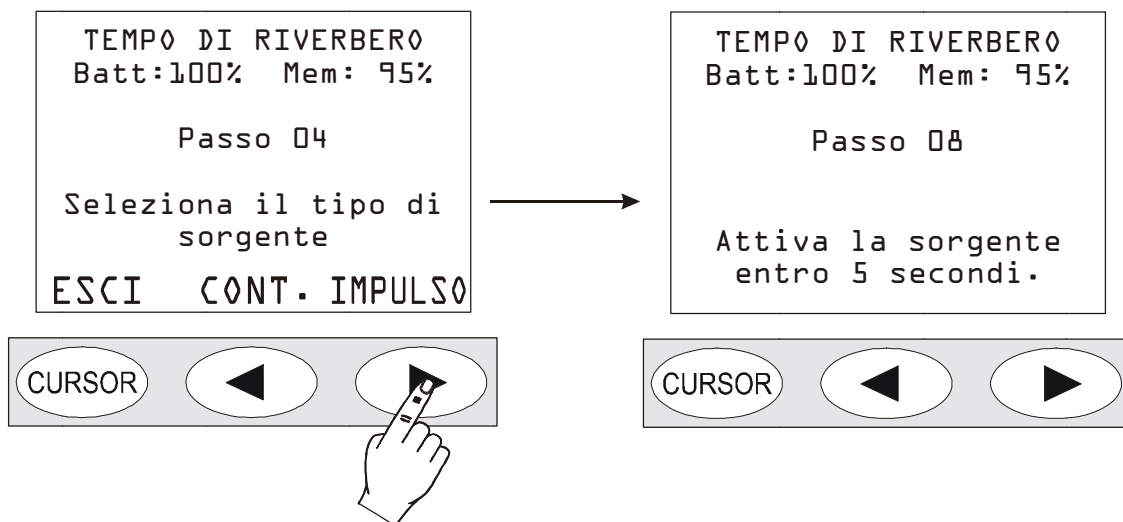 TEMPO DI RIVERBERO
Batt:100% Mem: 95%
Passo 04
Seleziona il tipo di
sorgente
ESCI CONT. IMPULSO
CURSOR
TEMPO DI RIVERBERO
Batt:100% Mem: 95%
Passo 08
Attiva la sorgente
entro 5 secondi.
CURSOR